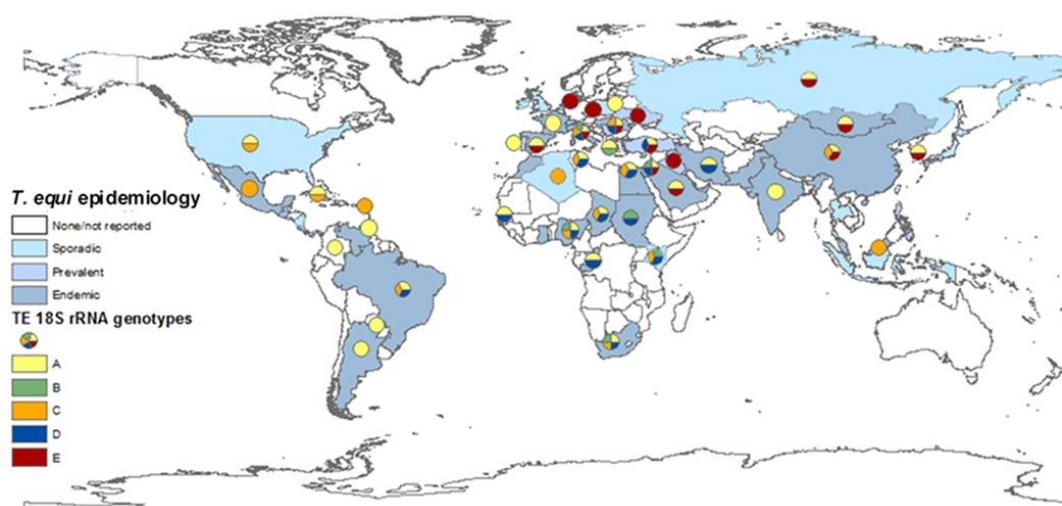 T. equi epidemiology
None/not reported
Sporadic
Prevalent
Endemic
TE 18S rRNA genotypes
A
B
C
D
E